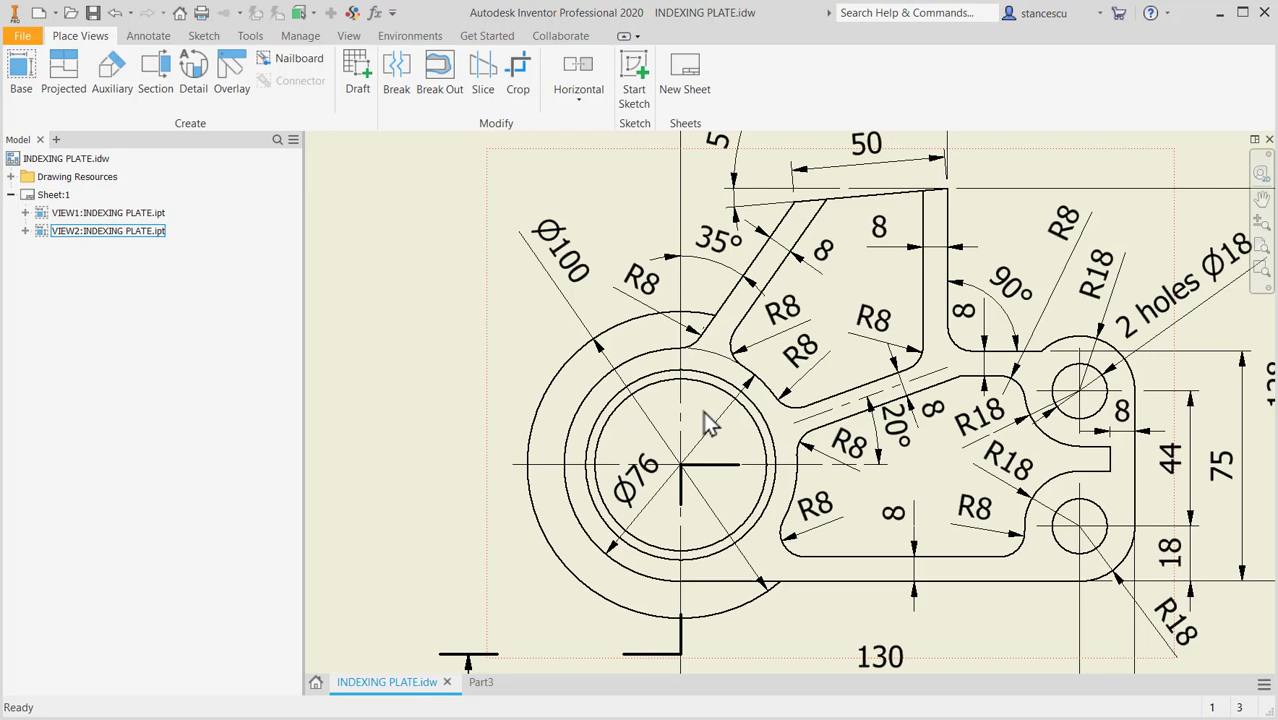 Autodesk Inventor Professional 2020 INDEXING PLATE.idw
Search Help & Commands...
stancescu
PRO
fx
File Place Views Annotate Sketch Tools Manage View Environments Get Started Collaborate
Base Projected Auxiliary Section Detail Overlay
Nailboard
Connector
Draft
Break Break Out Slice Crop
Horizontal
Start Sketch
New Sheet
Create Modify Sketch Sheets
Model
INDEXING PLATE.idw
Drawing Resources
Sheet:1
VIEW1:INDEXING PLATE.ipt
VIEW2:INDEXING PLATE.ipt
5
50
Ø100
R8
35°
8
8
R8
R8
R8
90°
8
R8
R18
2 holes Ø18
Ø76
R8
R8
20°
8
8
R8
R18
R18
8
44
75
18
R18
130
INDEXING PLATE.idw
Part3
Ready
1 3